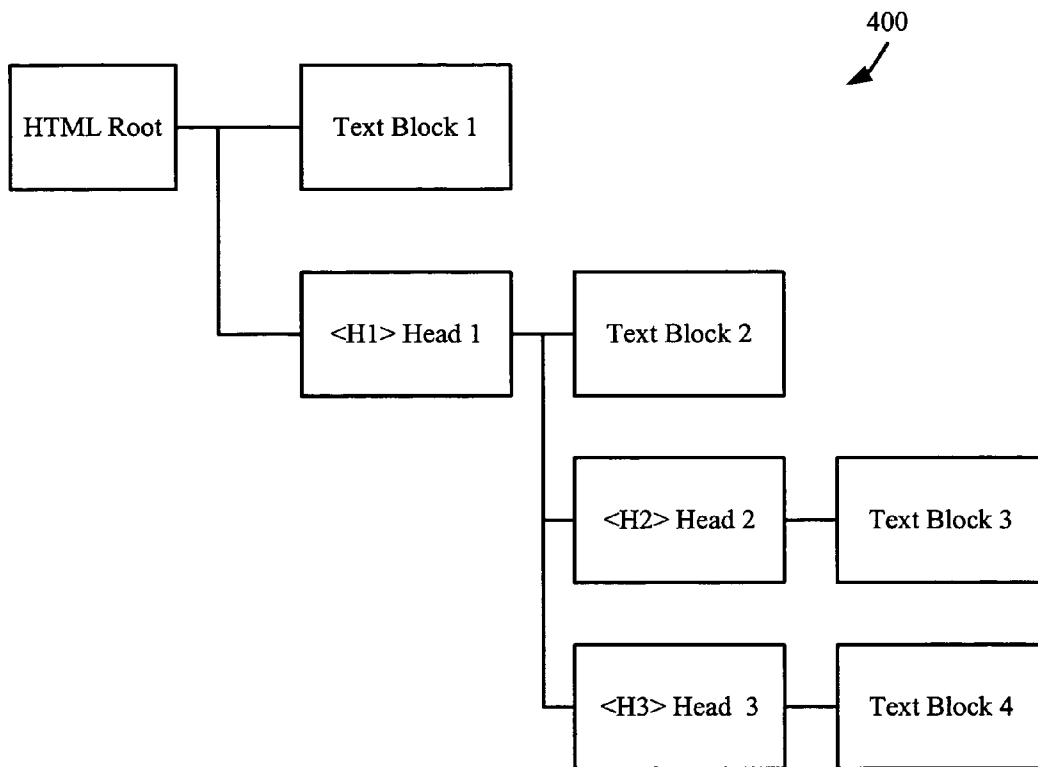 400
HTML Root
Text Block 1
<H1> Head 1
Text Block 2
<H2> Head 2
Text Block 3
<H3> Head 3
Text Block 4